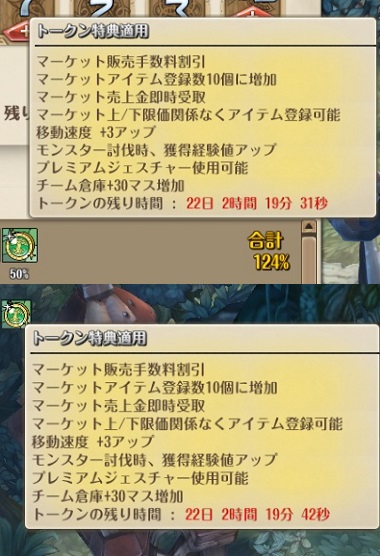 トークン特典適用
マーケット販売手数料割引
マーケットアイテム登録数10個に増加
マーケット売上金即時受取
マーケット上/下限価関係なくアイテム登録可能
残り
移動速度 +3アップ
モンスター討伐時、獲得経験値アップ
プレミアムジェスチャー使用可能
チーム倉庫+30マス増加
トークンの残り時間 : 22日 2時間 19分 31秒
合計
50% 124%
トークン特典適用
マーケット販売手数料割引
マーケットアイテム登録数10個に増加
マーケット売上金即時受取
マーケット上/下限価関係なくアイテム登録可能
移動速度 +3アップ
モンスター討伐時、獲得経験値アップ
プレミアムジェスチャー使用可能
チーム倉庫+30マス増加
トークンの残り時間 : 22日 2時間 19分 42秒